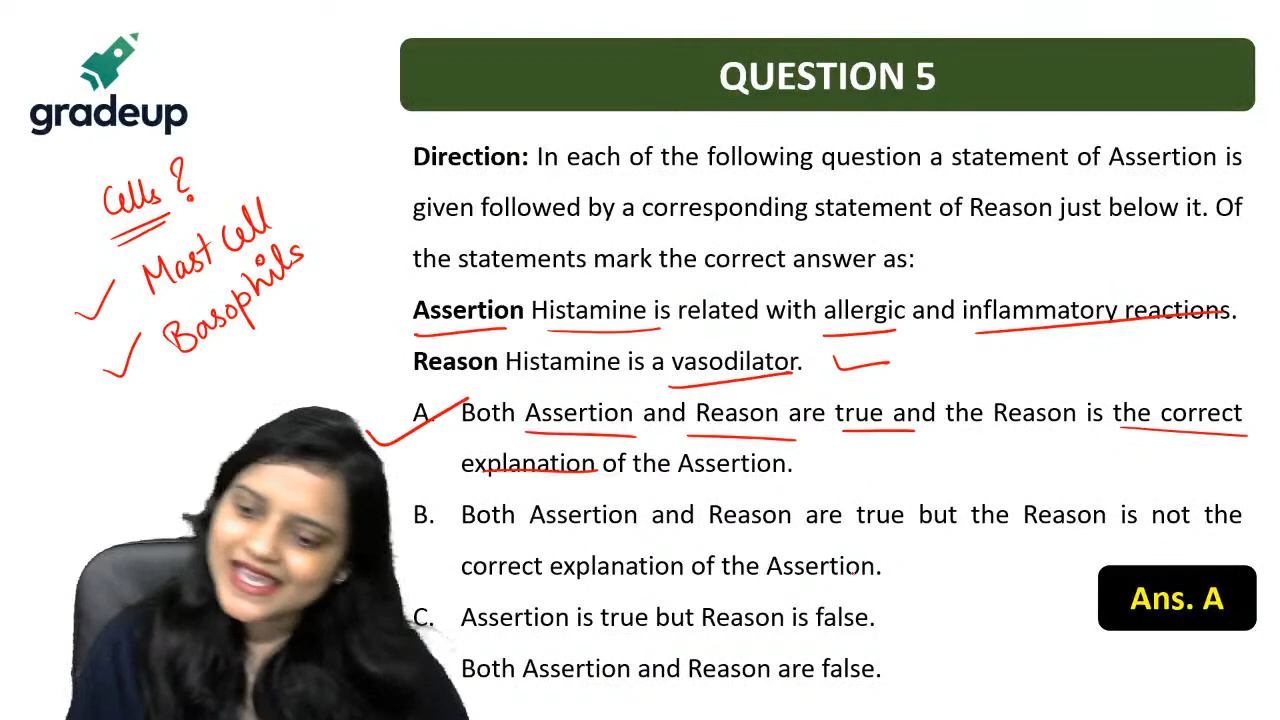 gradeup
QUESTION 5
Cells ?
Mast Cell
Basophils
Direction: In each of the following question a statement of Assertion is
given followed by a corresponding statement of Reason just below it. Of
the statements mark the correct answer as:
Assertion Histamine is related with allergic and inflammatory reactions.
Reason Histamine is a vasodilator.
A. Both Assertion and Reason are true and the Reason is the correct
explanation of the Assertion.
B. Both Assertion and Reason are true but the Reason is not the
correct explanation of the Assertion.
C. Assertion is true but Reason is false.
Both Assertion and Reason are false.
Ans. A